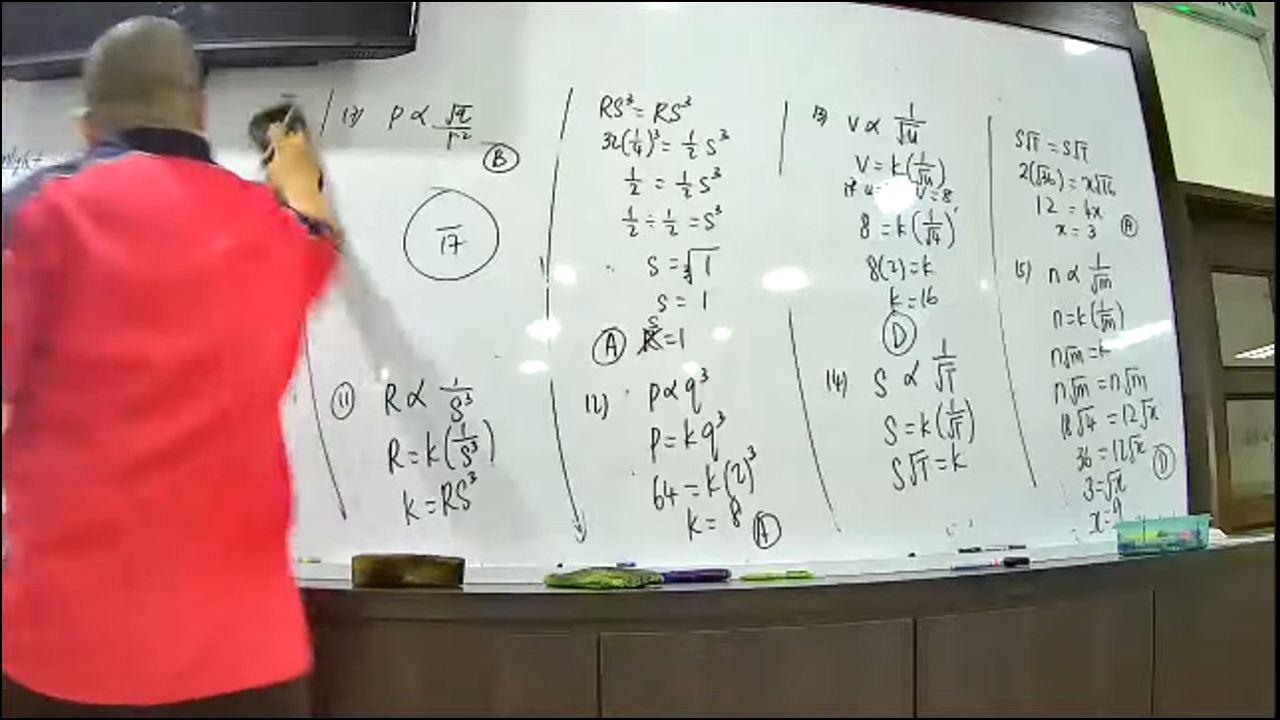 P ∝ √q/r²
B
17
11) R ∝ 1/S³
R = k(1/S³)
k = RS³
RS³ = RS³
32(1/4)³ = 1/2 S³
1/2 = 1/2 S³
1/2 ÷ 1/2 = S³
S = ³√1
S = 1
A S = 1
12) P ∝ q³
P = kq³
64 = k(2)³
k = 8 A
13) V ∝ 1/√u
V = k(1/√u)
if u = V = 8
8 = k(1/√4)
8(2) = k
k = 16
D
14) S ∝ 1/√T
S = k(1/√T)
S√T = k
S√T = S√T
2(√36) = x√16
12 = 4x
x = 3 A
15) n ∝ 1/√m
n = k(1/√m)
n√m = k
n√m = n√m
18√4 = 12√x
36 = 12√x
3 = √x D
x = 9